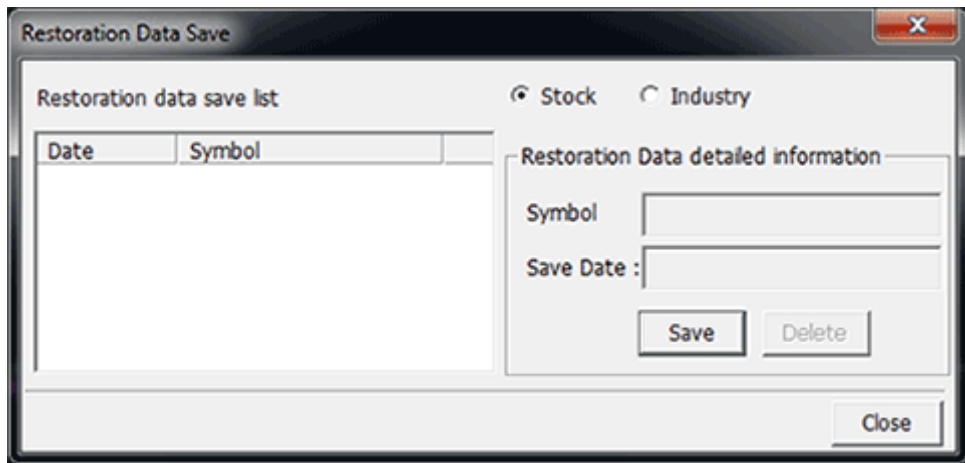 Restoration Data Save
Restoration data save list
Stock Industry
Date Symbol
Restoration Data detailed information
Symbol
Save Date :
Save Delete
Close